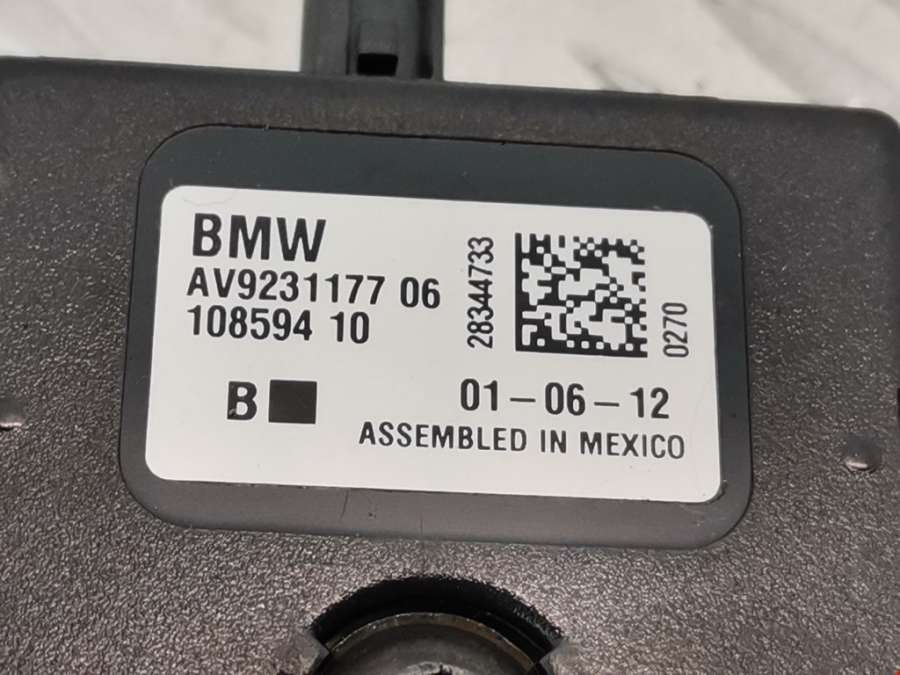 BMW
AV9231177 06
108594 10
28344733
0270
B
01-06-12
ASSEMBLED IN MEXICO